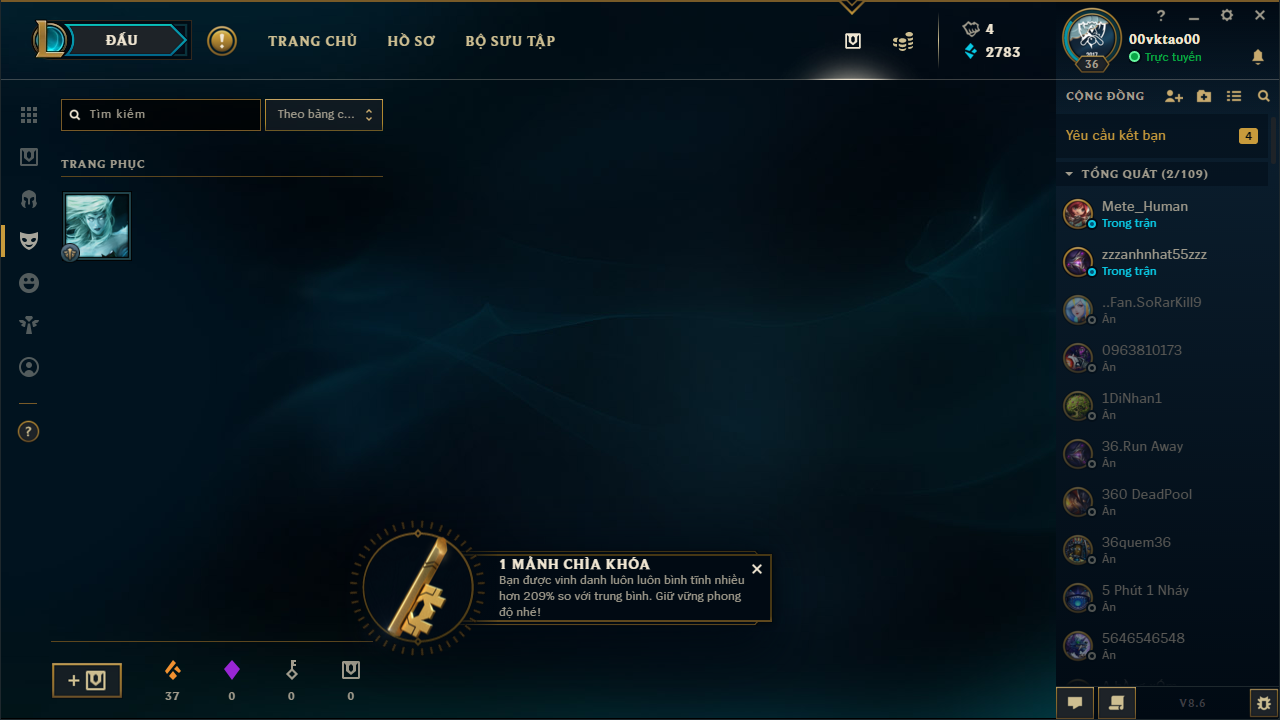 ĐẤU
TRANG CHỦ
HỒ SƠ
BỘ SƯU TẬP
4
2783
36
00vktao00
Trực tuyến
Tìm kiếm
Theo bảng c...
TRANG PHỤC
CỘNG ĐỒNG
Yêu cầu kết bạn
4
TỔNG QUÁT (2/109)
Mete_Human
Trong trận
zzzanhnhat55zzz
Trong trận
..Fan.SoRarKill9
Ẩn
0963810173
Ẩn
1DiNhan1
Ẩn
36.Run Away
Ẩn
360 DeadPool
Ẩn
36quem36
Ẩn
5 Phút 1 Nháy
Ẩn
5646546548
Ẩn
1 MẢNH CHÌA KHÓA
Bạn được vinh danh luôn luôn bình tĩnh nhiều
hơn 209% so với trung bình. Giữ vững phong
độ nhé!
37
0
0
0
V8.6